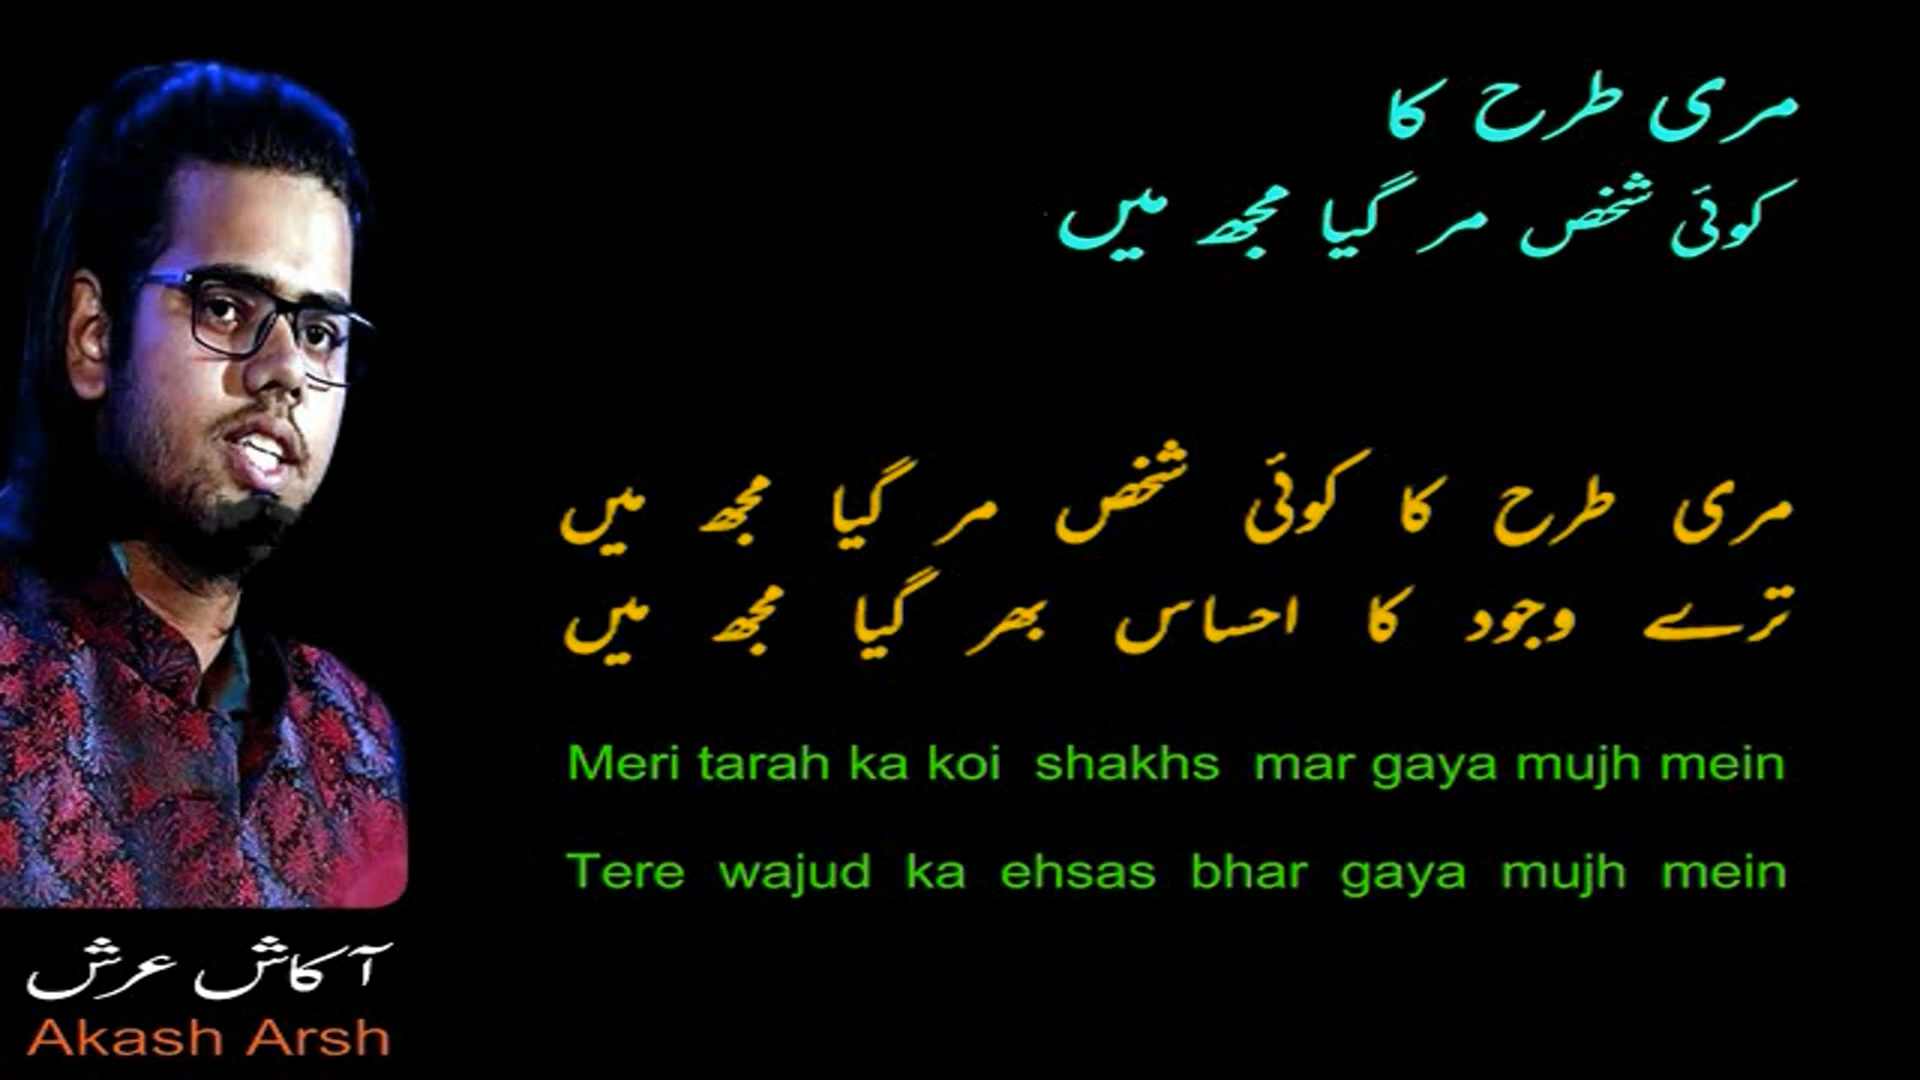 مری طرح کا
کوئی شخص مر گیا مجھ میں
مری طرح کا کوئی شخص مر گیا مجھ میں
ترے وجود کا احساس بھر گیا مجھ میں
Meri tarah ka koi shakhs mar gaya mujh mein
Tere wajud ka ehsas bhar gaya mujh mein
آکاش عرش
Akash Arsh